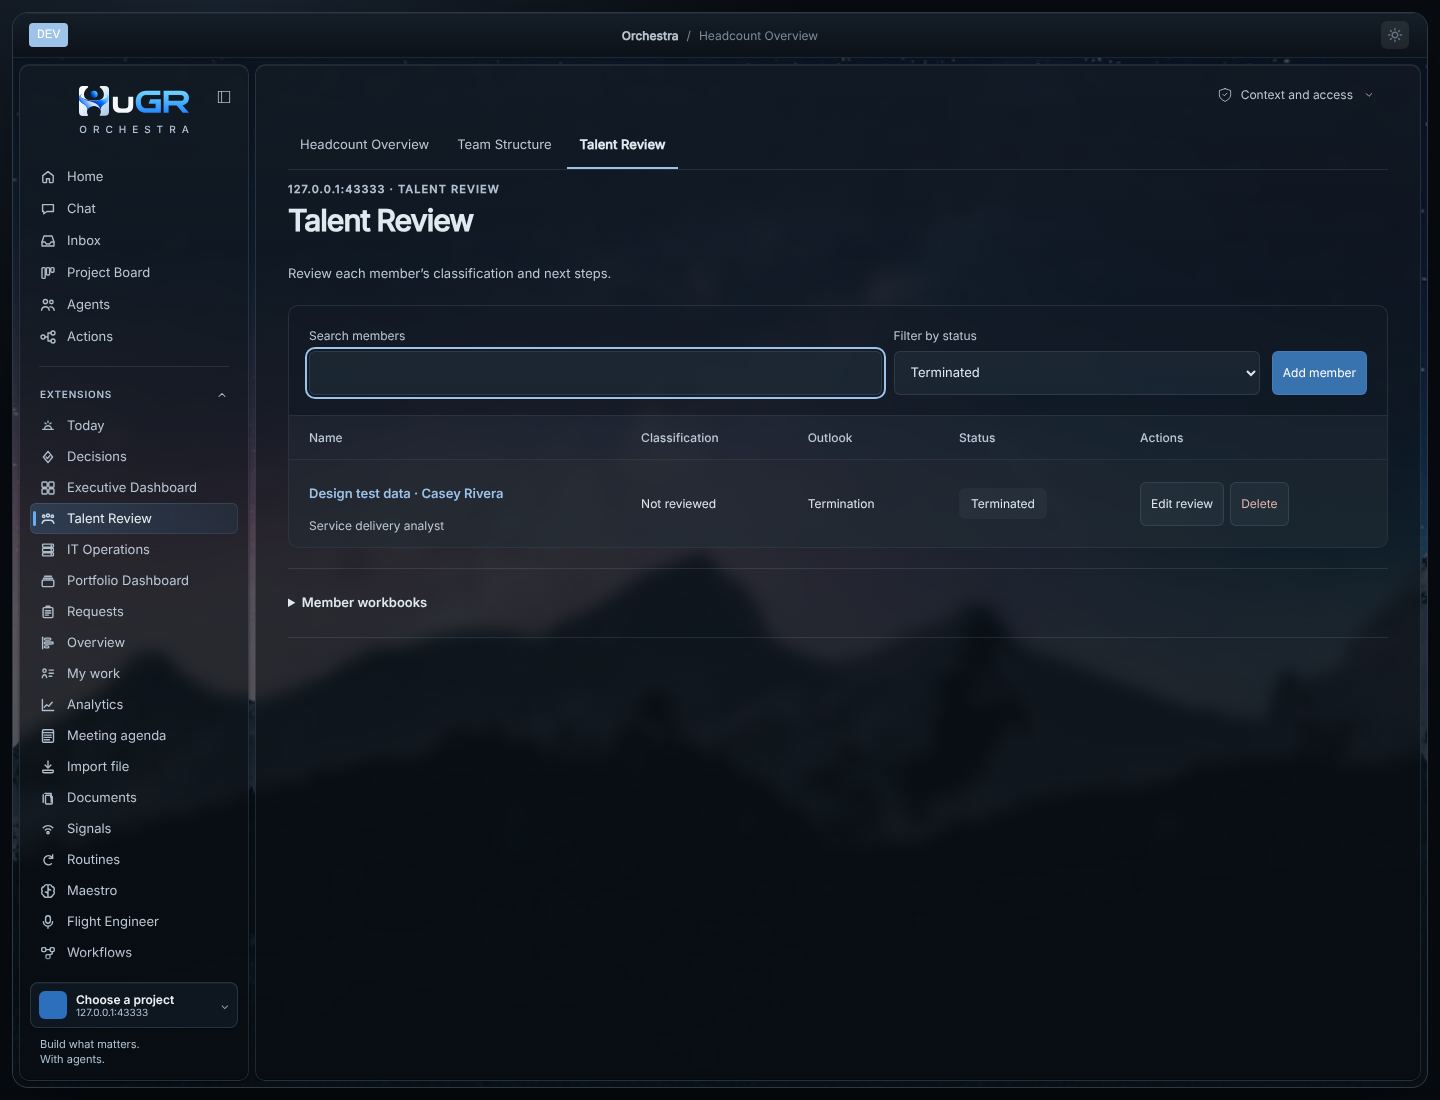 DEV
Orchestra / Headcount Overview
HuGR
ORCHESTRA
Context and access
Home
Chat
Inbox
Project Board
Agents
Actions
EXTENSIONS
Today
Decisions
Executive Dashboard
Talent Review
IT Operations
Portfolio Dashboard
Requests
Overview
My work
Analytics
Meeting agenda
Import file
Documents
Signals
Routines
Maestro
Flight Engineer
Workflows
Choose a project
127.0.0.1:43333
Build what matters.
With agents.
Headcount Overview Team Structure Talent Review
127.0.0.1:43333 · TALENT REVIEW
Talent Review
Review each member’s classification and next steps.
Search members Filter by status
Terminated Add member
Name Classification Outlook Status Actions
Design test data · Casey Rivera
Service delivery analyst
Not reviewed Termination Terminated Edit review Delete
Member workbooks